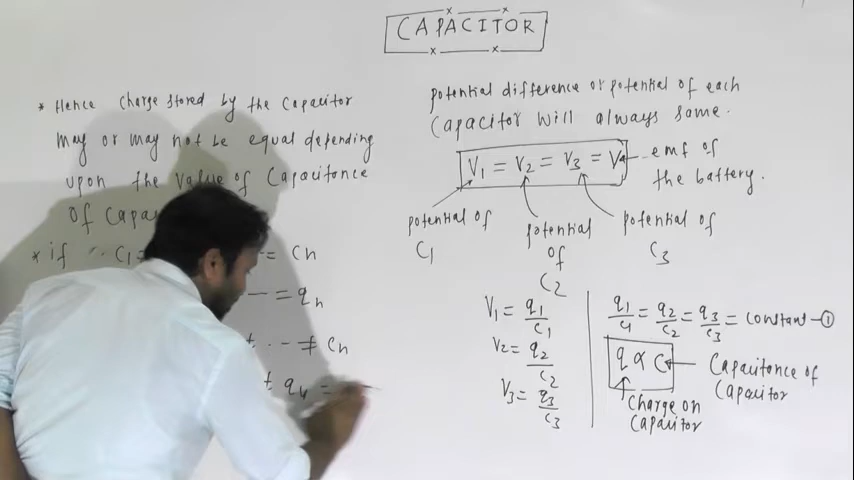 CAPACITOR
* Hence charge stored by the capacitor
may or may not be equal depending
upon the value of capacitance
of Capa
* if C1 = = Cn
— = qn
t. . - ≠ Cn
t q4 = —
potential difference or potential of each
Capacitor will always same.
V1 = V2 = V3 = V ← - emf of
the battery.
potential of
C1
potential
of
C2
potential of
C3
V1 = q1/C1
V2 = q2/C2
V3 = q3/C3
q1/C1 = q2/C2 = q3/C3 = constant - ①
q ∝ C ← Capacitance of
Capacitor
Charge on
Capacitor